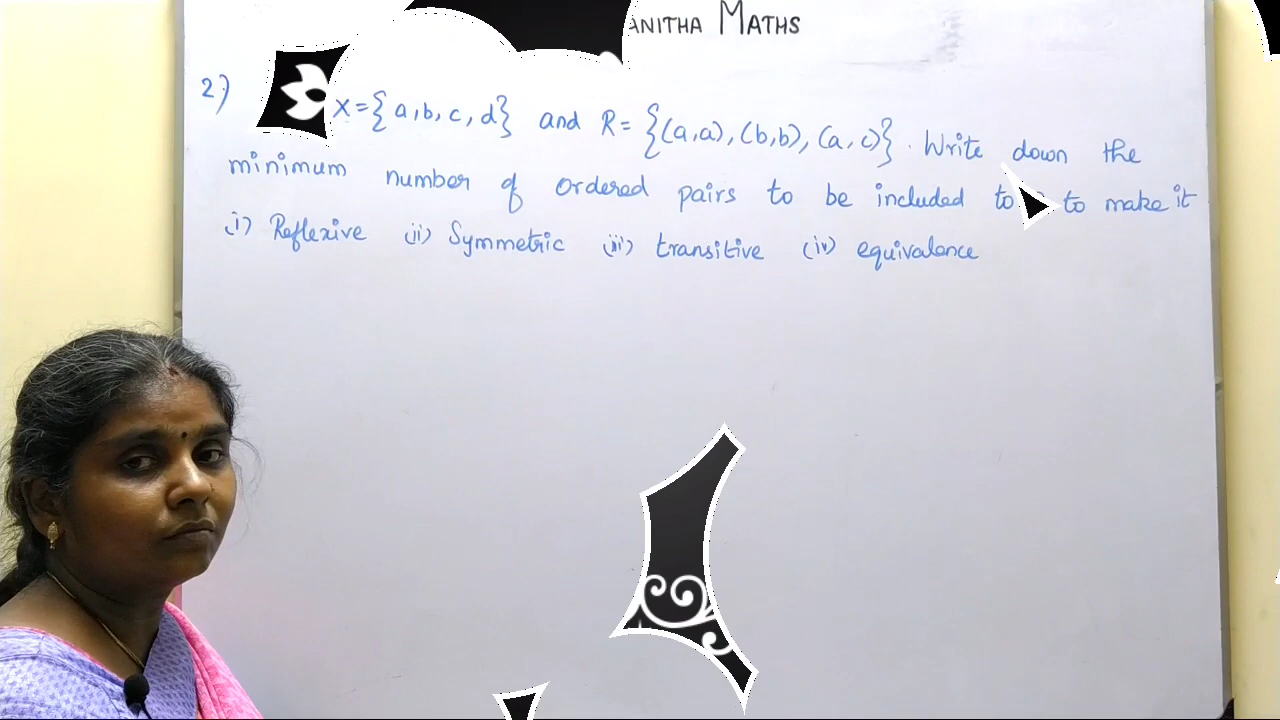 MATHS
2) X={a,b,c,d} and R= {(a,a),(b,b),(a,c)}. Write down the
minimum number of ordered pairs to be included to to make it
(i) Reflexive (ii) Symmetric (iii) transitive (iv) equivalence